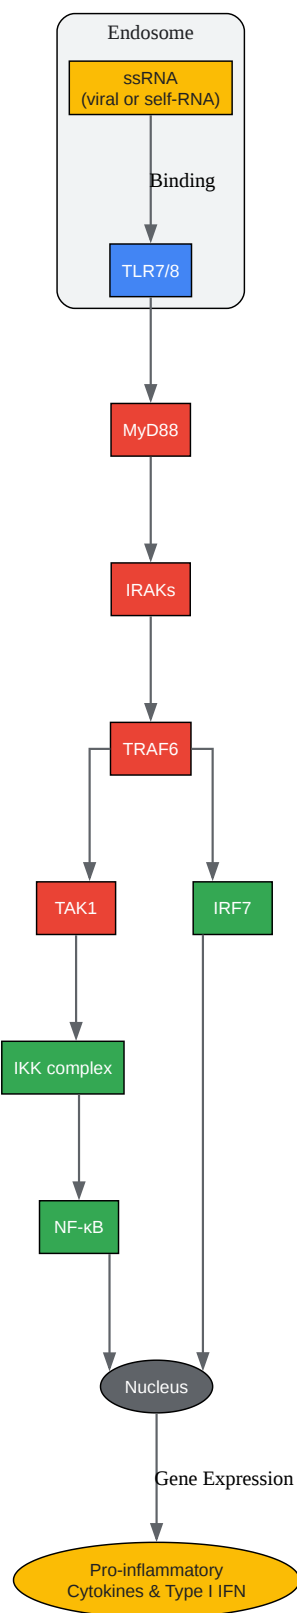 Endosome
ssRNA
(viral or self-RNA)
Binding
TLR7/8
MyD88
IRAKs
TRAF6
TAK1
IRF7
IKK complex
NF-κB
Nucleus
Gene Expression
Pro-inflammatory
Cytokines & Type I IFN